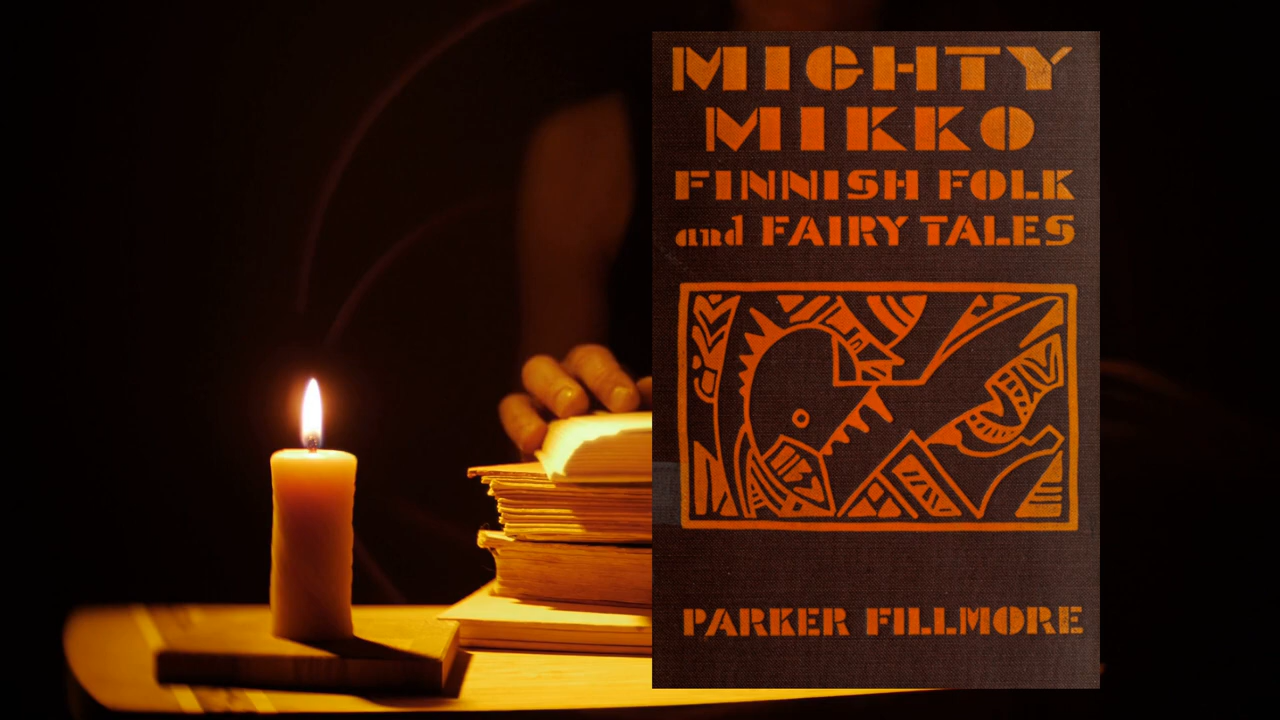 MIGHTY
MIKKO
FINNISH FOLK
and FAIRY TALES
PARKER FILLMORE